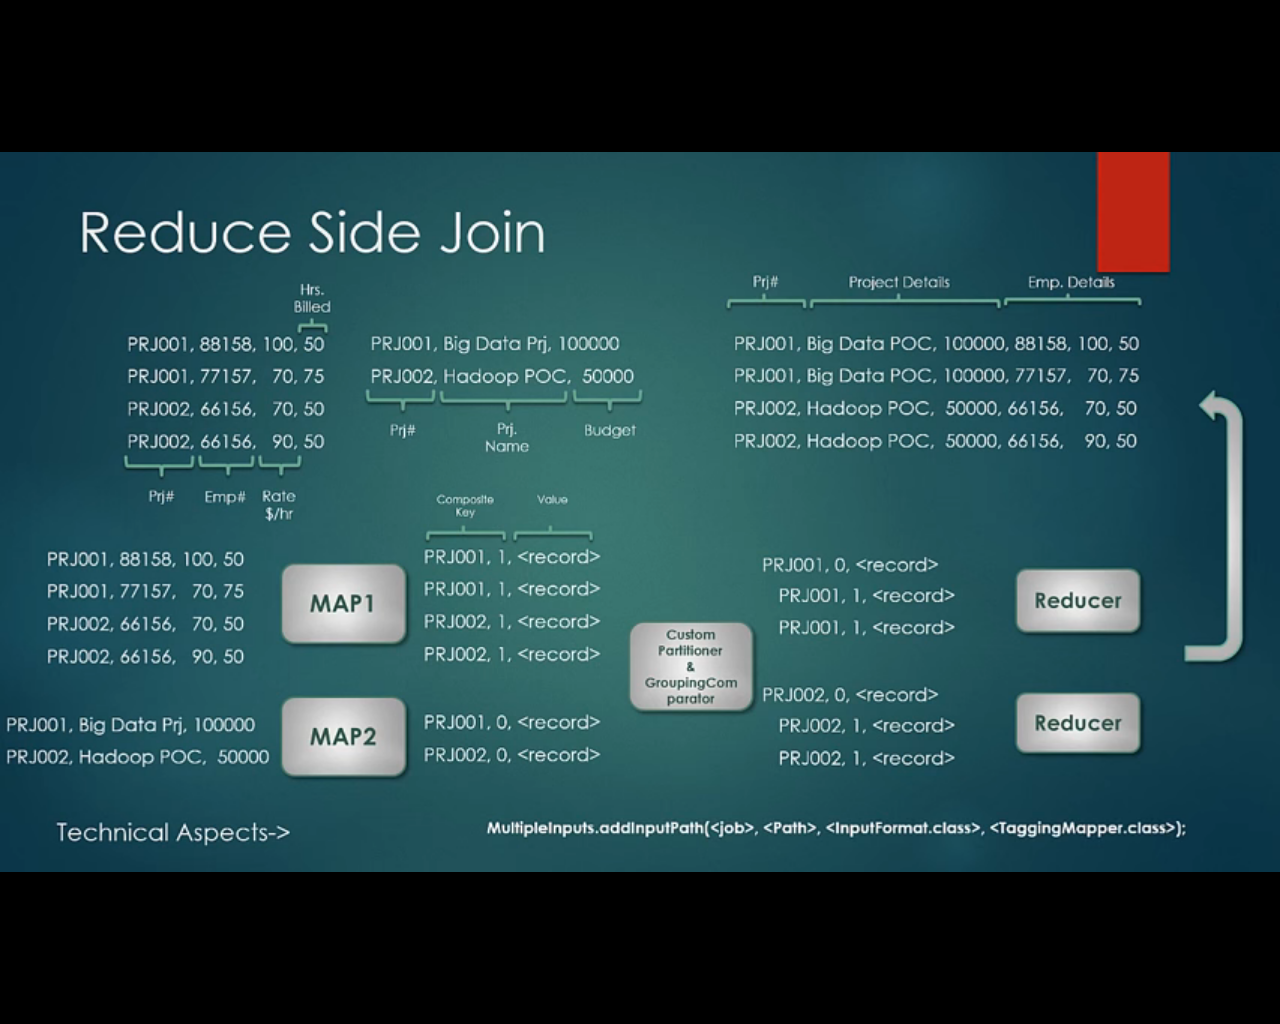 Reduce Side Join
Hrs.
Billed
PRJ001, 88158, 100, 50
PRJ001, 77157, 70, 75
PRJ002, 66156, 70, 50
PRJ002, 66156, 90, 50
Prj# Emp# Rate
$/hr
PRJ001, Big Data Prj, 100000
PRJ002, Hadoop POC, 50000
Prj# Prj.
Name
Budget
Prj# Project Details Emp. Details
PRJ001, Big Data POC, 100000, 88158, 100, 50
PRJ001, Big Data POC, 100000, 77157, 70, 75
PRJ002, Hadoop POC, 50000, 66156, 70, 50
PRJ002, Hadoop POC, 50000, 66156, 90, 50
PRJ001, 88158, 100, 50
PRJ001, 77157, 70, 75
PRJ002, 66156, 70, 50
PRJ002, 66156, 90, 50
MAP1
Composite
Key
Value
PRJ001, 1, <record>
PRJ001, 1, <record>
PRJ002, 1, <record>
PRJ002, 1, <record>
PRJ001, Big Data Prj, 100000
PRJ002, Hadoop POC, 50000
MAP2
PRJ001, 0, <record>
PRJ002, 0, <record>
Custom
Partitioner
&
GroupingCom
parator
PRJ001, 0, <record>
PRJ001, 1, <record>
PRJ001, 1, <record>
Reducer
PRJ002, 0, <record>
PRJ002, 1, <record>
PRJ002, 1, <record>
Reducer
Technical Aspects->
MultipleInputs.addInputPath(<job>, <Path>, <InputFormat.class>, <TaggingMapper.class>);